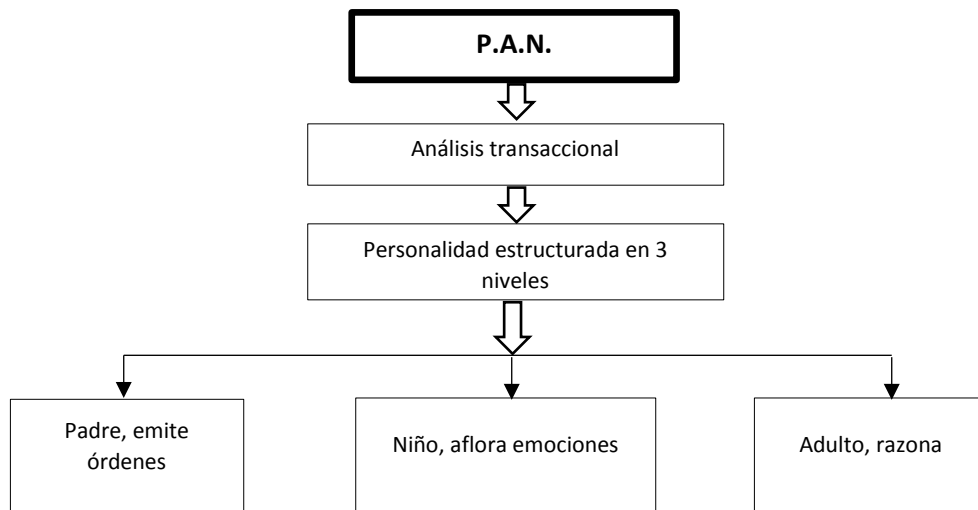 P.A.N.
Análisis transaccional
Personalidad estructurada en 3
niveles
Padre, emite
órdenes
Niño, aflora emociones
Adulto, razona